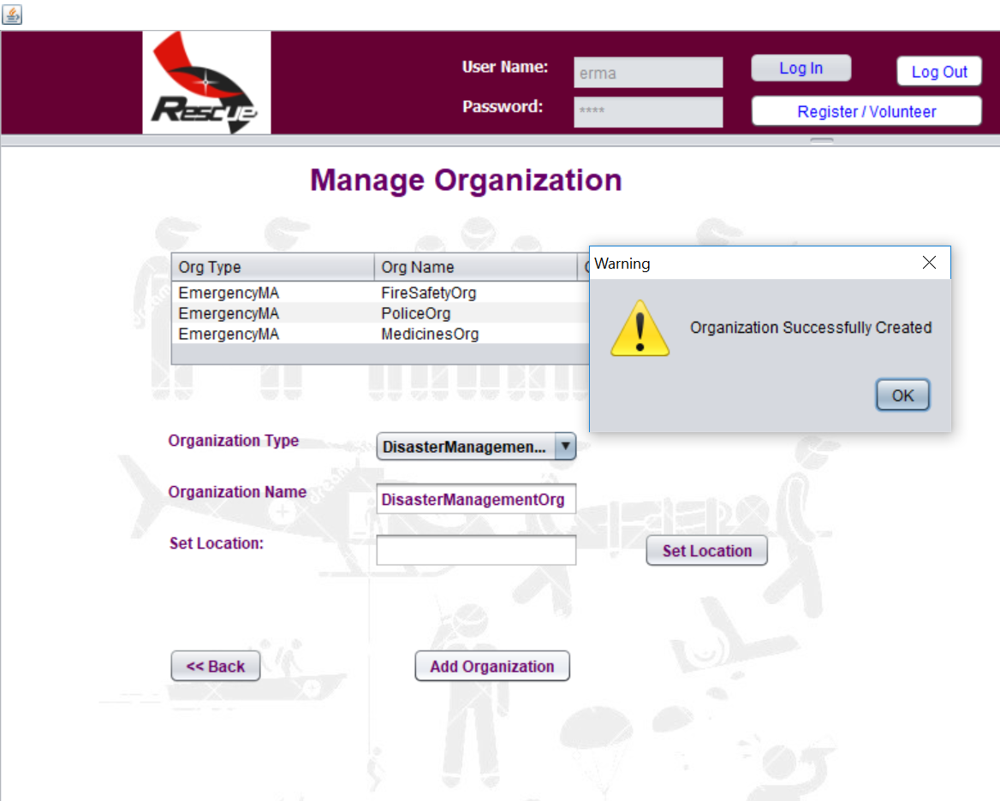 Rescue
User Name:
erma
Log In
Log Out
Password:
****
Register / Volunteer
Manage Organization
Org Type Org Name
EmergencyMA FireSafetyOrg
EmergencyMA PoliceOrg
EmergencyMA MedicinesOrg
Warning
Organization Successfully Created
OK
Organization Type
DisasterManagemen...
Organization Name
DisasterManagementOrg
Set Location:
Set Location
<< Back
Add Organization